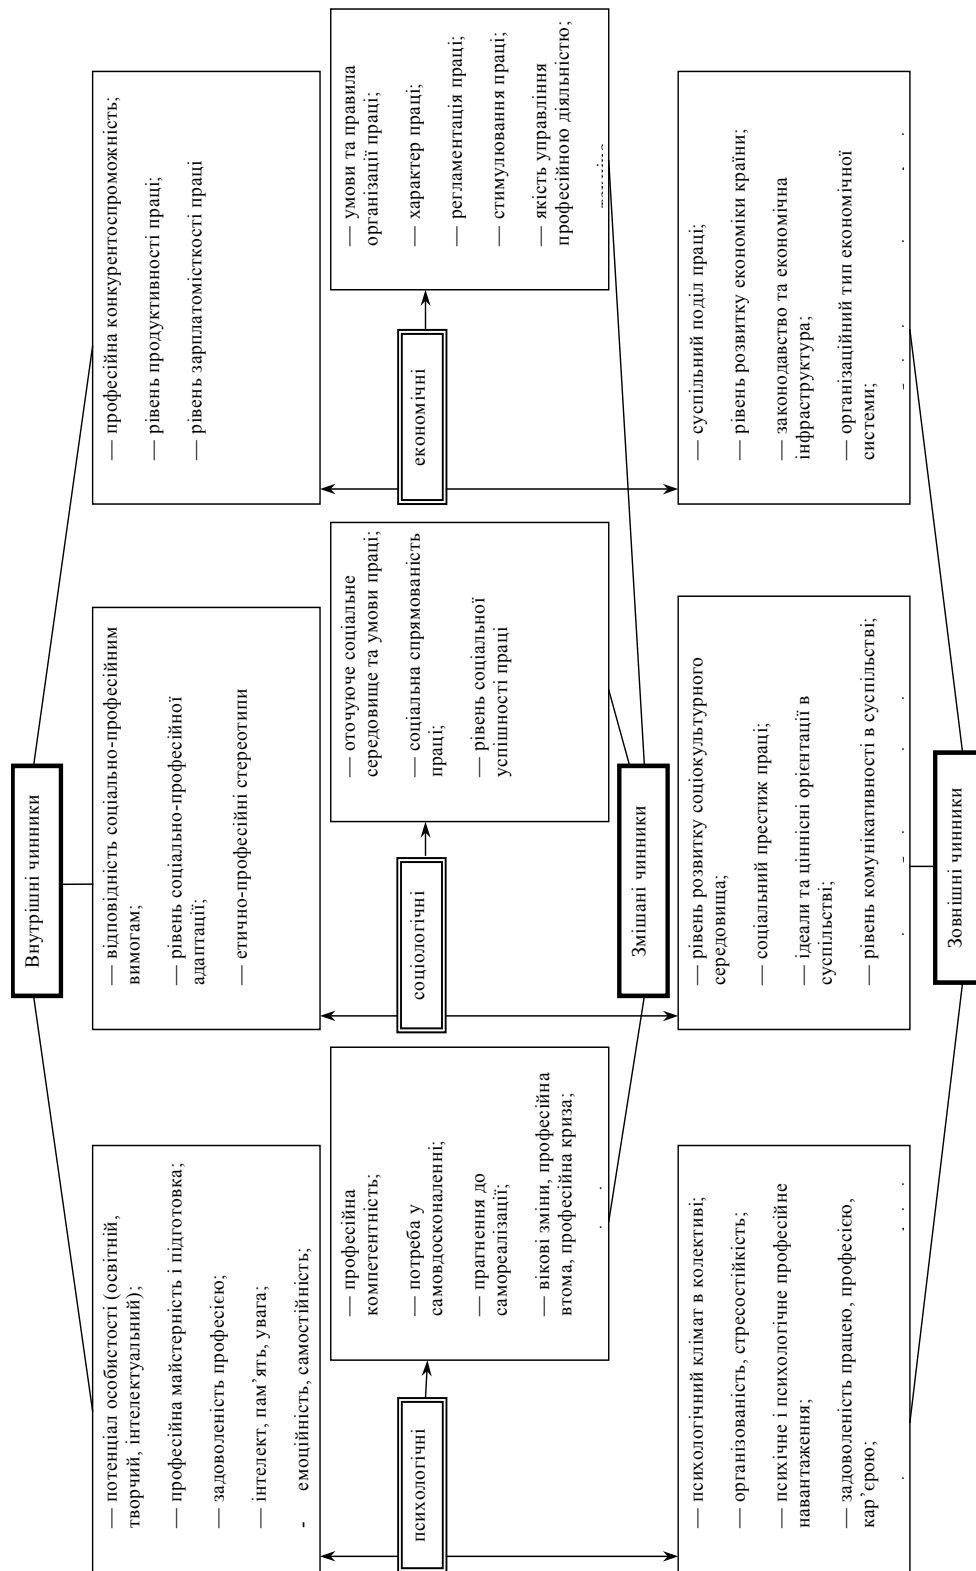 Внутрішні чинники
— потенціал особистості (освітній,
творчий, інтелектуальний);
— професійна майстерність і підготовка;
— задоволеність професією;
— інтелект, пам’ять, увага;
- емоційність, самостійність;
— відповідність соціально-професійним
вимогам;
— рівень соціально-професійної
адаптації;
— етично-професійні стереотипи
— професійна конкурентоспроможність;
— рівень продуктивності праці;
— рівень зарплатомісткості праці
психологічні
соціологічні
економічні
— професійна
компетентність;
— потреба у
самовдосконаленні;
— прагнення до
самореалізації;
— вікові зміни, професійна
втома, професійна криза;
— оточуюче соціальне
середовище та умови праці;
— соціальна спрямованість
праці;
— рівень соціальної
успішності праці
— умови та правила
організації праці;
— характер праці;
— регламентація праці;
— стимулювання праці;
— якість управління
професійною діяльністю;
Змішані чинники
— психологічний клімат в колективі;
— організованість, стресостійкість;
— психічне і психологічне професійне
навантаження;
— задоволеність працею, професією,
кар’єрою;
— рівень розвитку соціокультурного
середовища;
— соціальний престиж праці;
— ідеали та ціннісні орієнтації в
суспільстві;
— рівень комунікативності в суспільстві;
— суспільний поділ праці;
— рівень розвитку економіки країни;
— законодавство та економічна
інфраструктура;
— організаційний тип економічної
системи;
Зовнішні чинники